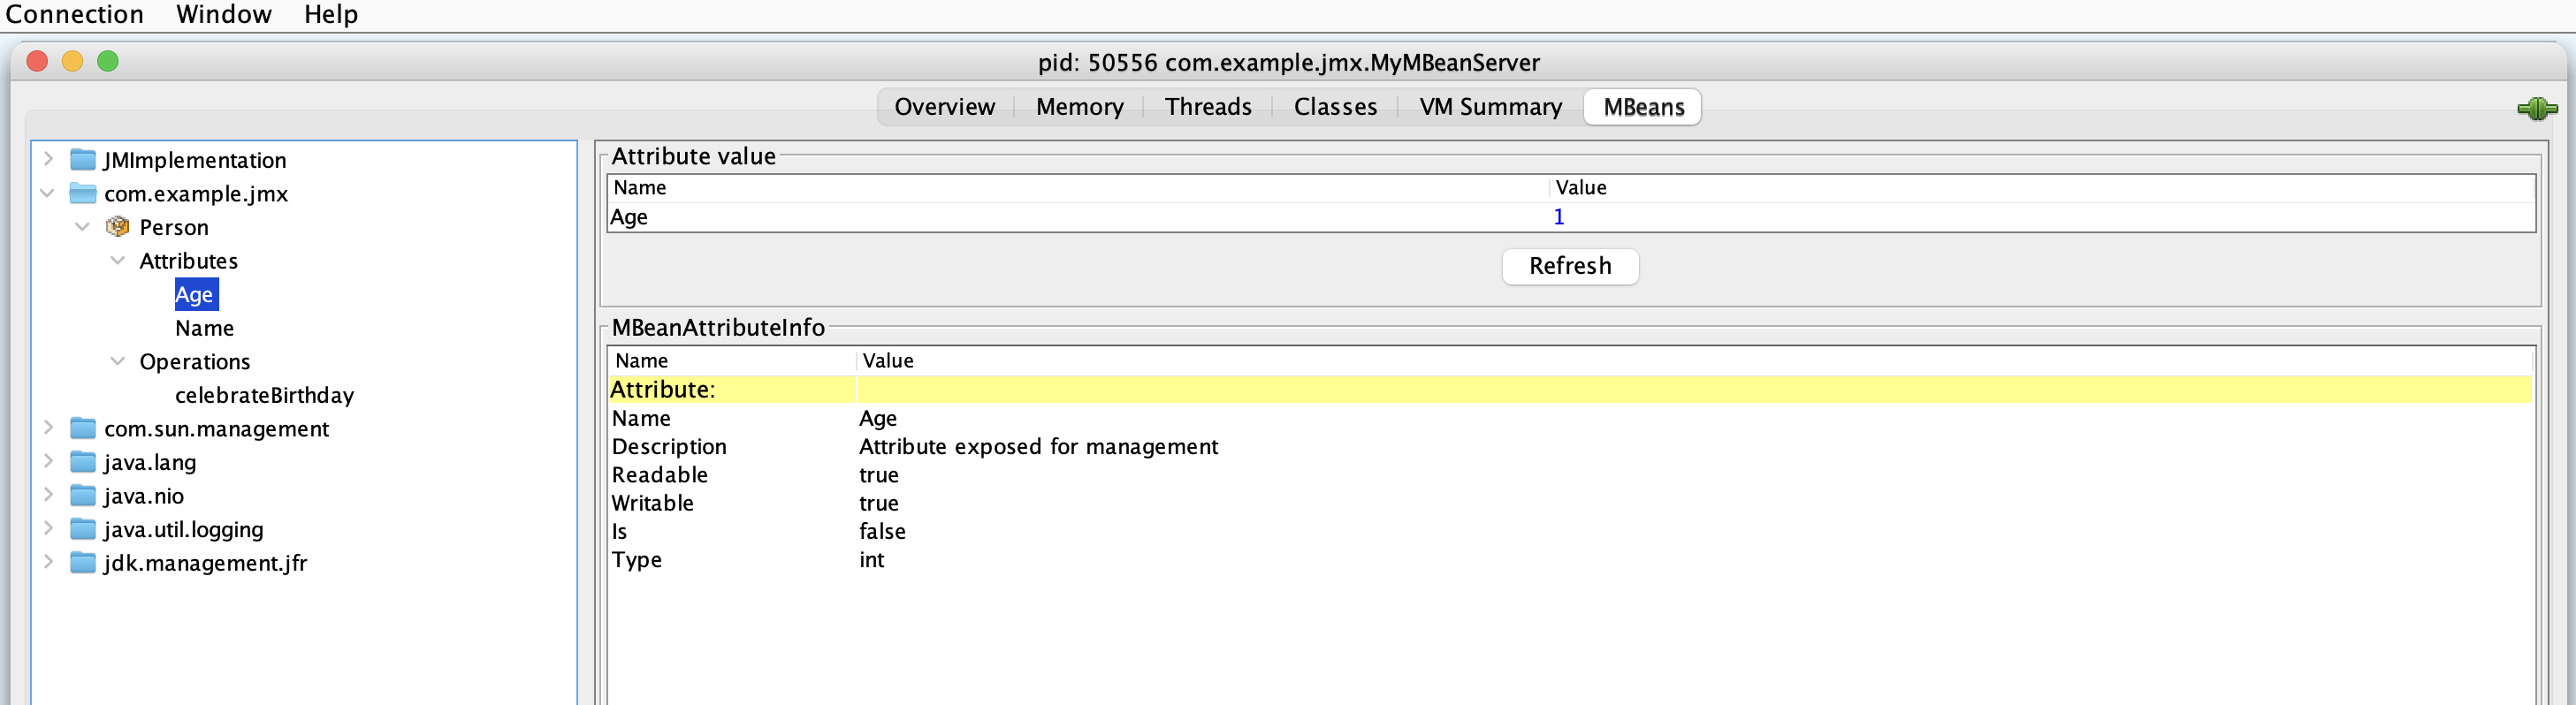 Connection Window Help
pid: 50556 com.example.jmx.MyMBeanServer
Overview Memory Threads Classes VM Summary MBeans
JMImplementation
com.example.jmx
Person
Attributes
Age
Name
Operations
celebrateBirthday
com.sun.management
java.lang
java.nio
java.util.logging
jdk.management.jfr
Attribute value
Name Value
Age 1
Refresh
MBeanAttributeInfo
Name Value
Attribute:
Name Age
Description Attribute exposed for management
Readable true
Writable true
Is false
Type int